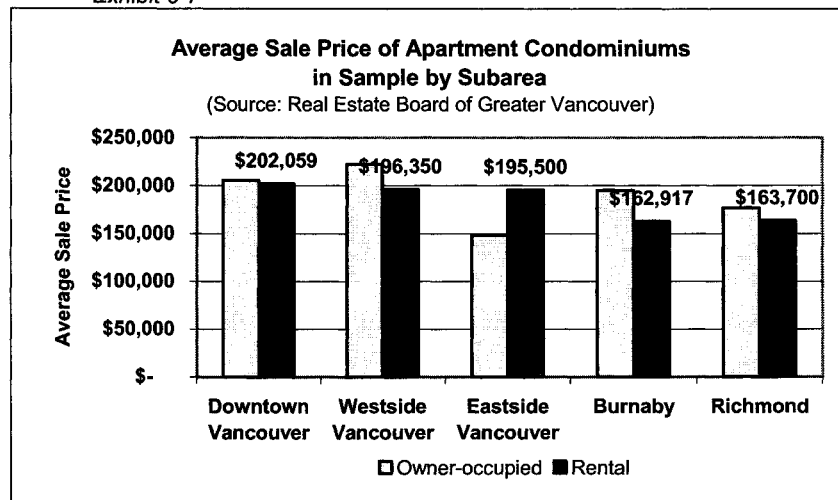 Average Sale Price of Apartment Condominiums
in Sample by Subarea
(Source: Real Estate Board of Greater Vancouver)
Average Sale Price
$250,000
$200,000
$150,000
$100,000
$50,000
$-
$202,059
$196,350
$195,500
$162,917
$163,700
Downtown Vancouver
Westside Vancouver
Eastside Vancouver
Burnaby
Richmond
Owner-occupied
Rental